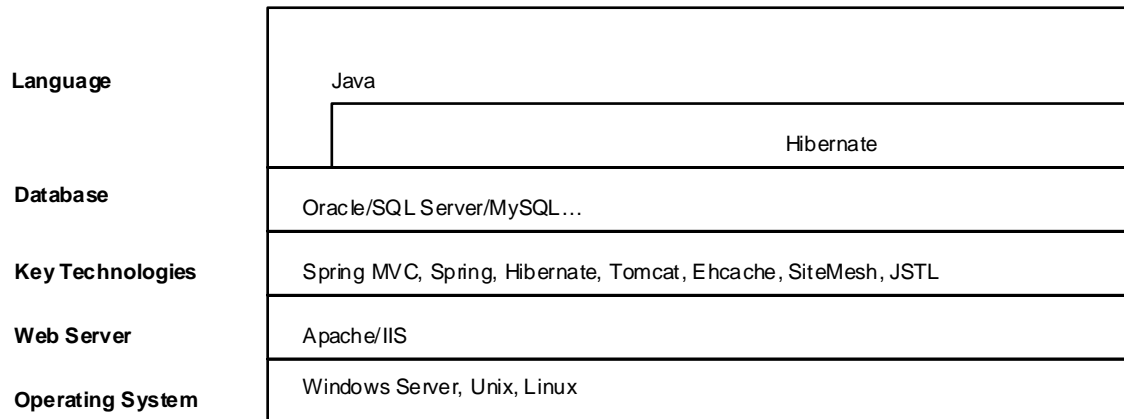 Language
Java
Hibernate
Database
Oracle/SQL Server/MySQL…
Key Technologies
Spring MVC, Spring, Hibernate, Tomcat, Ehcache, SiteMesh, JSTL
Web Server
Apache/IIS
Operating System
Windows Server, Unix, Linux